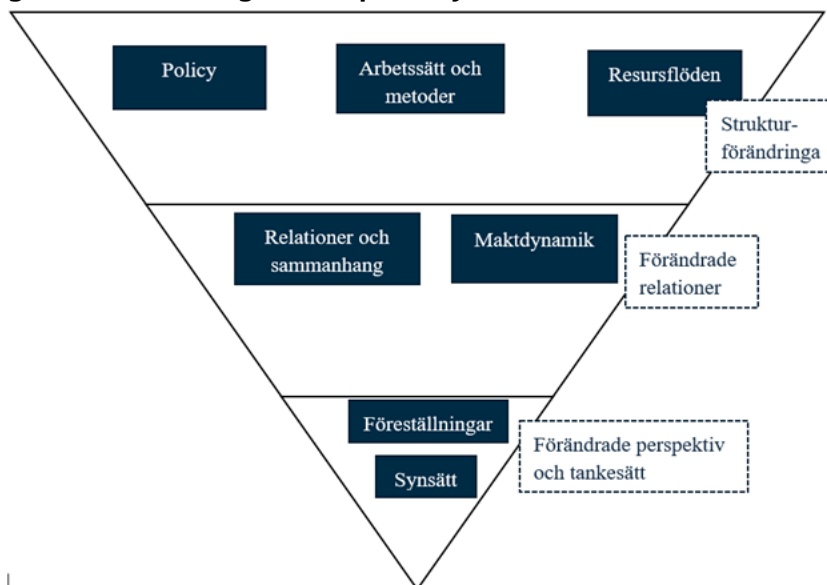 Policy
Arbetssätt och
metoder
Resursflöden
Struktur-
förändringa
Relationer och
sammanhang
Maktdynamik
Förändrade
relationer
Föreställningar
Synsätt
Förändrade perspektiv
och tankesätt